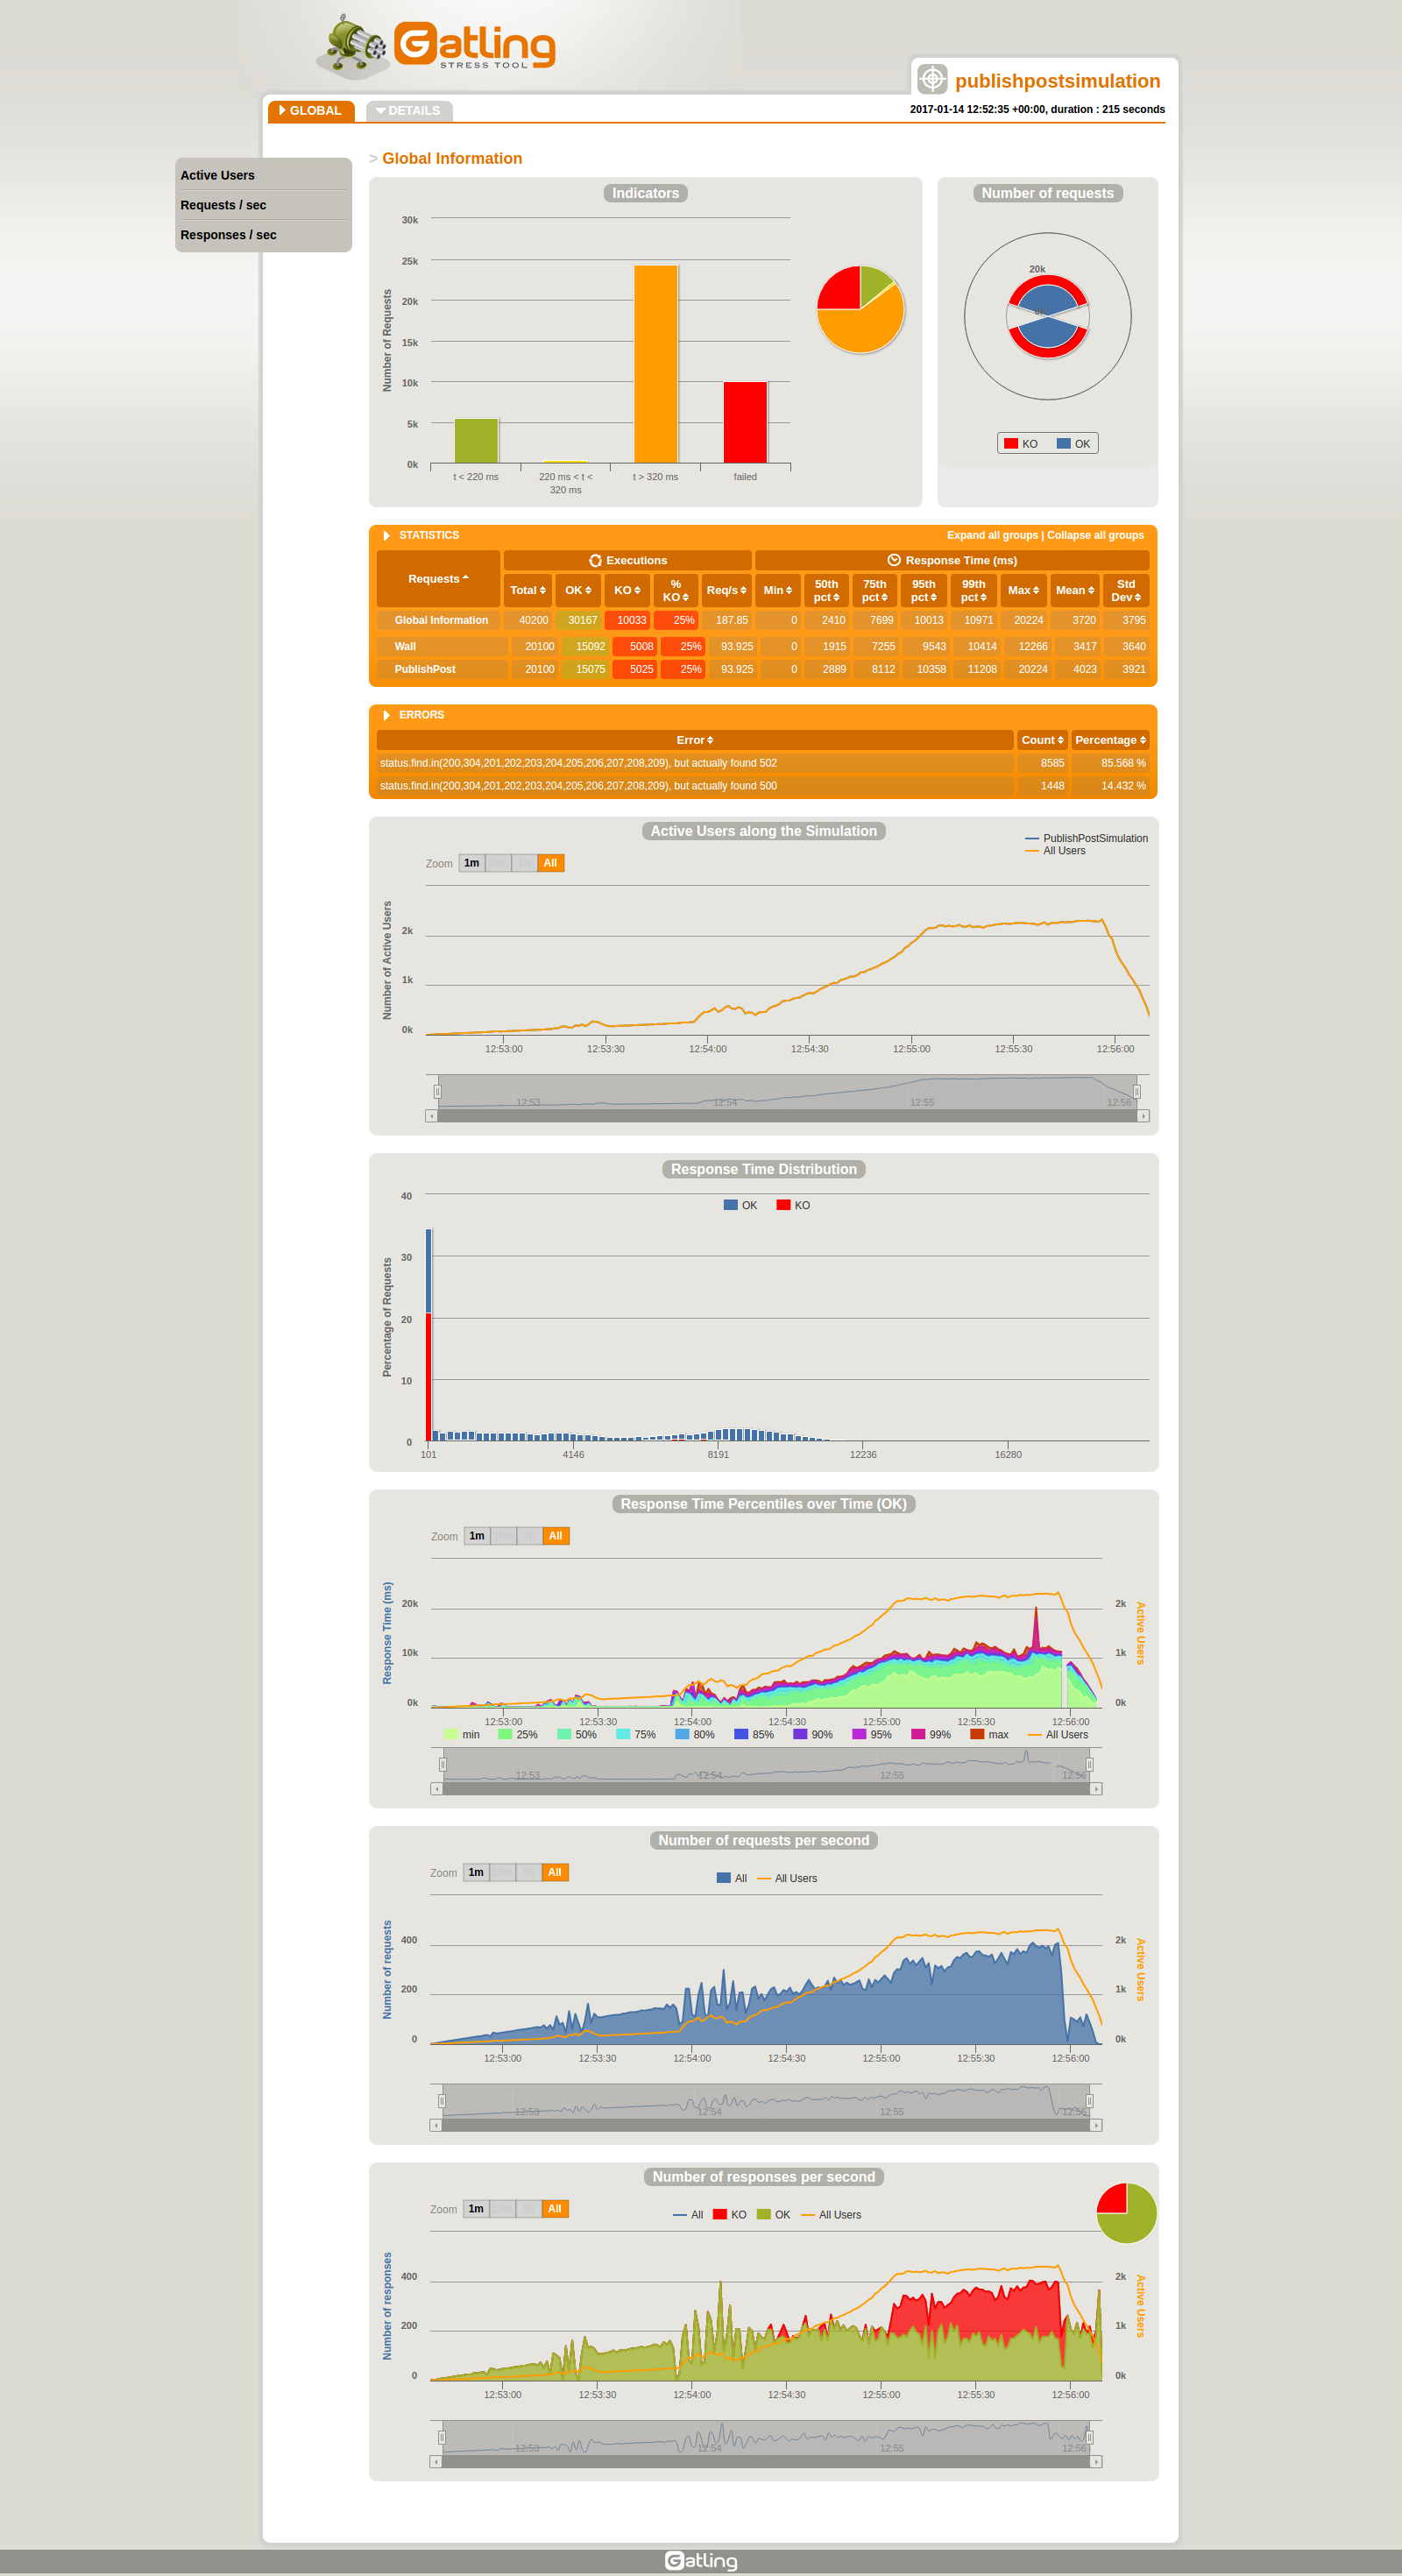 Gatling
STRESS TOOL
publishpostsimulation
GLOBAL
DETAILS
2017-01-14 12:52:35 +00:00, duration : 215 seconds
Active Users
Requests / sec
Responses / sec
> Global Information
Indicators
Number of Requests
30k
25k
20k
15k
10k
5k
0k
t < 220 ms
220 ms < t < 320 ms
t > 320 ms
failed
Number of requests
20k
KO
OK
STATISTICS
Expand all groups | Collapse all groups
Requests
Executions
Response Time (ms)
Total OK KO % KO Req/s Min 50th pct 75th pct 95th pct 99th pct Max Mean Std Dev
Global Information 40200 30167 10033 25% 187.85 0 2410 7699 10013 10971 20224 3720 3795
Wall 20100 15092 5008 25% 93.925 0 1915 7255 9543 10414 12266 3417 3640
PublishPost 20100 15075 5025 25% 93.925 0 2889 8112 10358 11208 20224 4023 3921
ERRORS
Error Count Percentage
status.find.in(200,304,201,202,203,204,205,206,207,208,209), but actually found 502 8585 85.568 %
status.find.in(200,304,201,202,203,204,205,206,207,208,209), but actually found 500 1448 14.432 %
Active Users along the Simulation
PublishPostSimulation
All Users
Zoom 1m All
Number of Active Users
2k
1k
0k
12:53:00 12:53:30 12:54:00 12:54:30 12:55:00 12:55:30 12:56:00
12:53 12:54 12:55 12:56
Response Time Distribution
OK KO
Percentage of Requests
40
30
20
10
0
101 4146 8191 12236 16280
Response Time Percentiles over Time (OK)
Zoom 1m All
Response Time (ms)
20k
10k
0k
2k
1k
0k
Active Users
12:53:00 12:53:30 12:54:00 12:54:30 12:55:00 12:55:30 12:56:00
min 25% 50% 75% 80% 85% 90% 95% 99% max All Users
12:53 12:54 12:55 12:56
Number of requests per second
Zoom 1m All
All All Users
Number of requests
400
200
0
2k
1k
0k
Active Users
12:53:00 12:53:30 12:54:00 12:54:30 12:55:00 12:55:30 12:56:00
12:53 12:54 12:55 12:56
Number of responses per second
Zoom 1m All
All KO OK All Users
Number of responses
400
200
0
2k
1k
0k
Active Users
12:53:00 12:53:30 12:54:00 12:54:30 12:55:00 12:55:30 12:56:00
12:53 12:54 12:55 12:56
Gatling